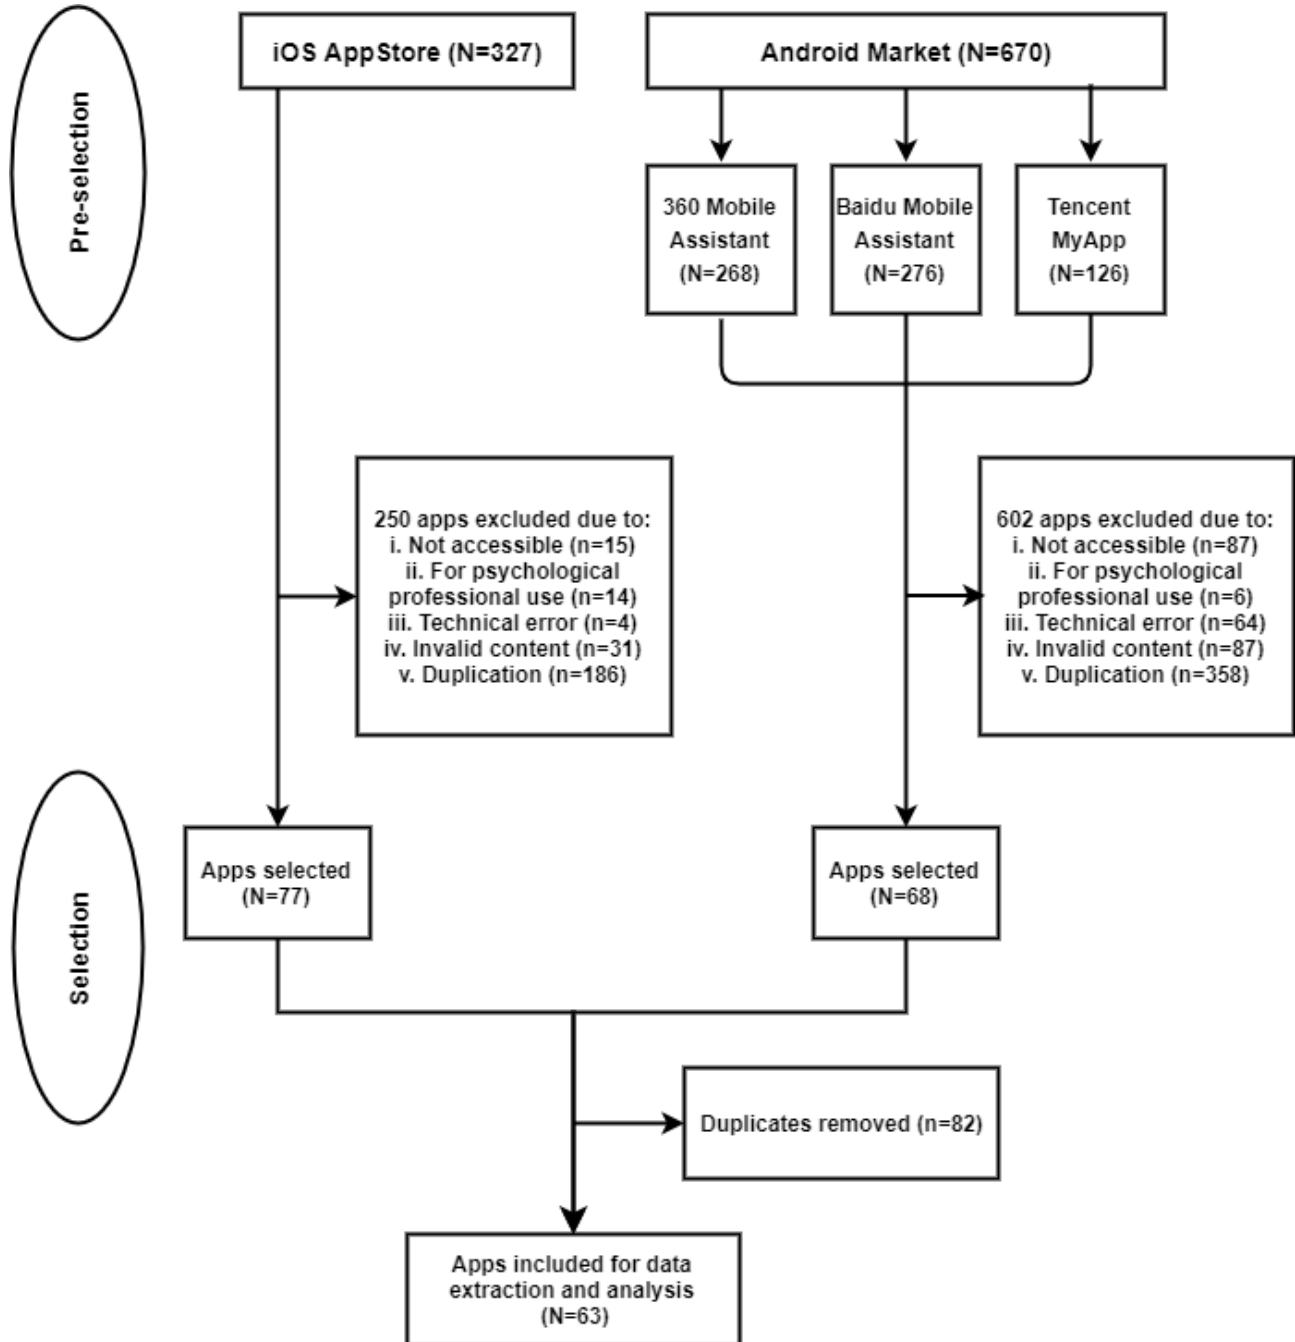 iOS AppStore (N=327)
Android Market (N=670)
Pre-selection
360 Mobile
Assistant
(N=268)
Baidu Mobile
Assistant
(N=276)
Tencent
MyApp
(N=126)
250 apps excluded due to:
i. Not accessible (n=15)
ii. For psychological
professional use (n=14)
iii. Technical error (n=4)
iv. Invalid content (n=31)
v. Duplication (n=186)
602 apps excluded due to:
i. Not accessible (n=87)
ii. For psychological
professional use (n=6)
iii. Technical error (n=64)
iv. Invalid content (n=87)
v. Duplication (n=358)
Selection
Apps selected
(N=77)
Apps selected
(N=68)
Duplicates removed (n=82)
Apps included for data
extraction and analysis
(N=63)